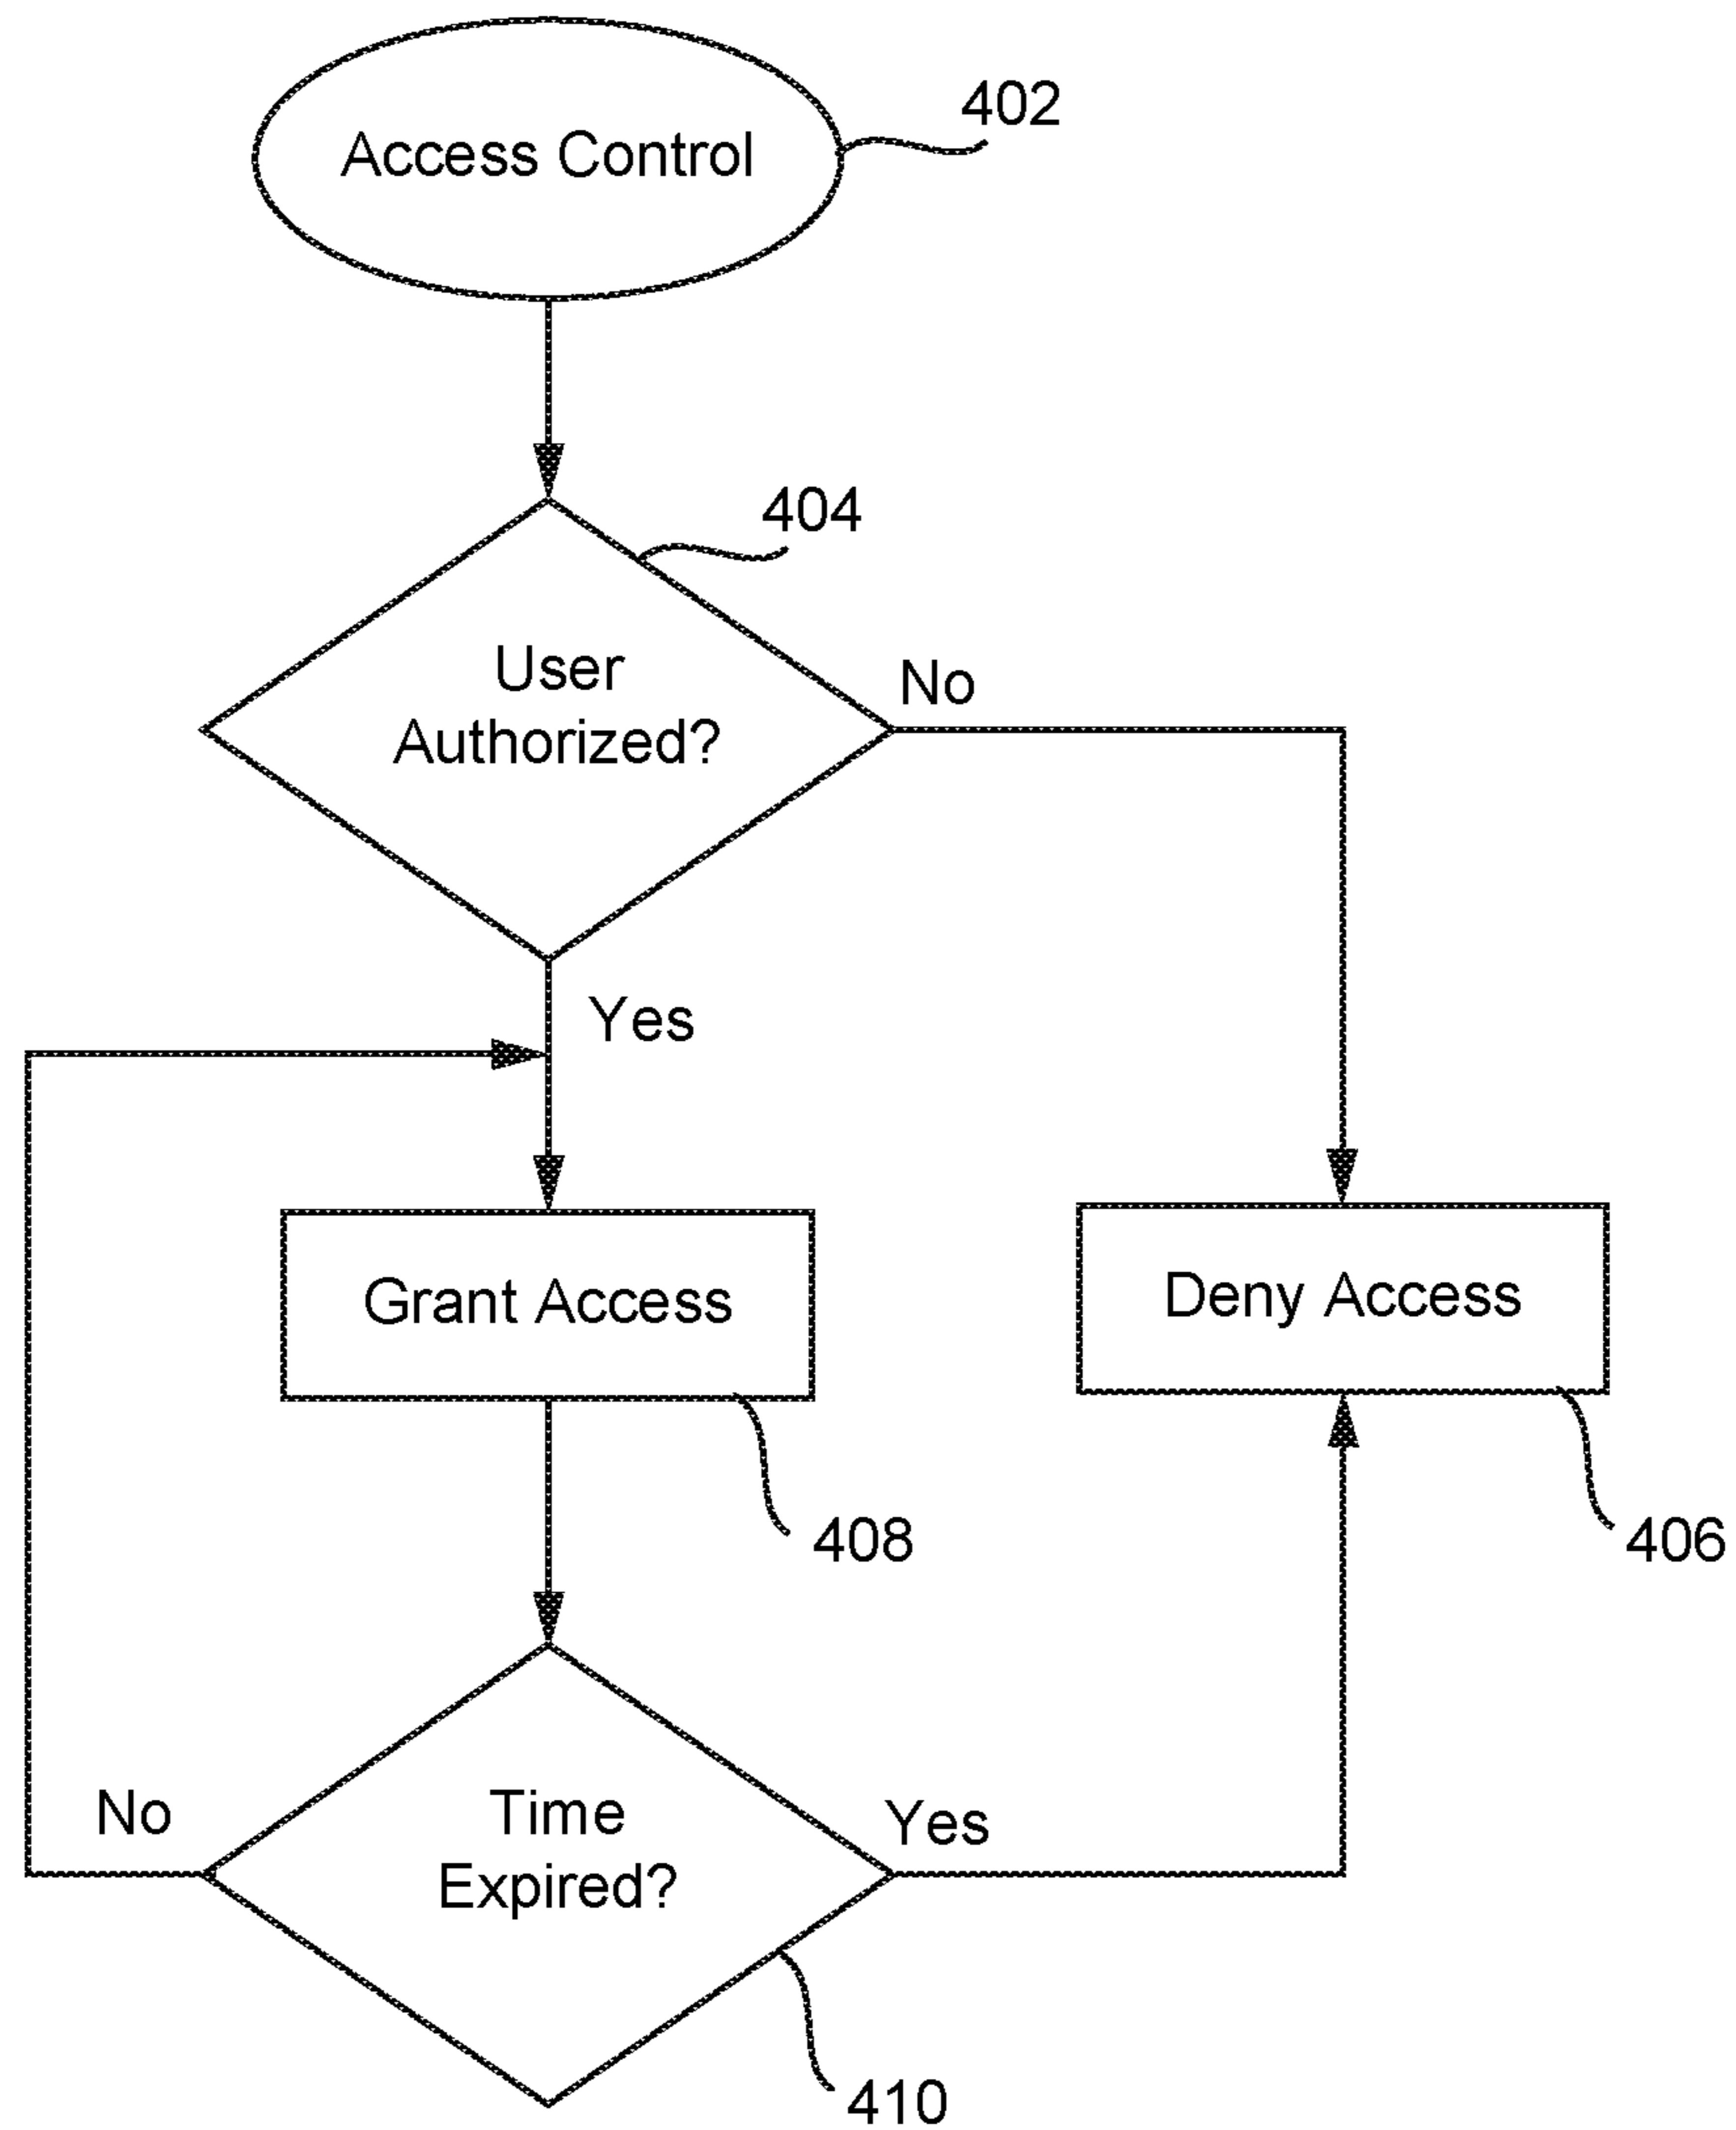 Access Control
402
404
User
Authorized?
No
Yes
Grant Access
Deny Access
408
406
No
Time
Expired?
Yes
410